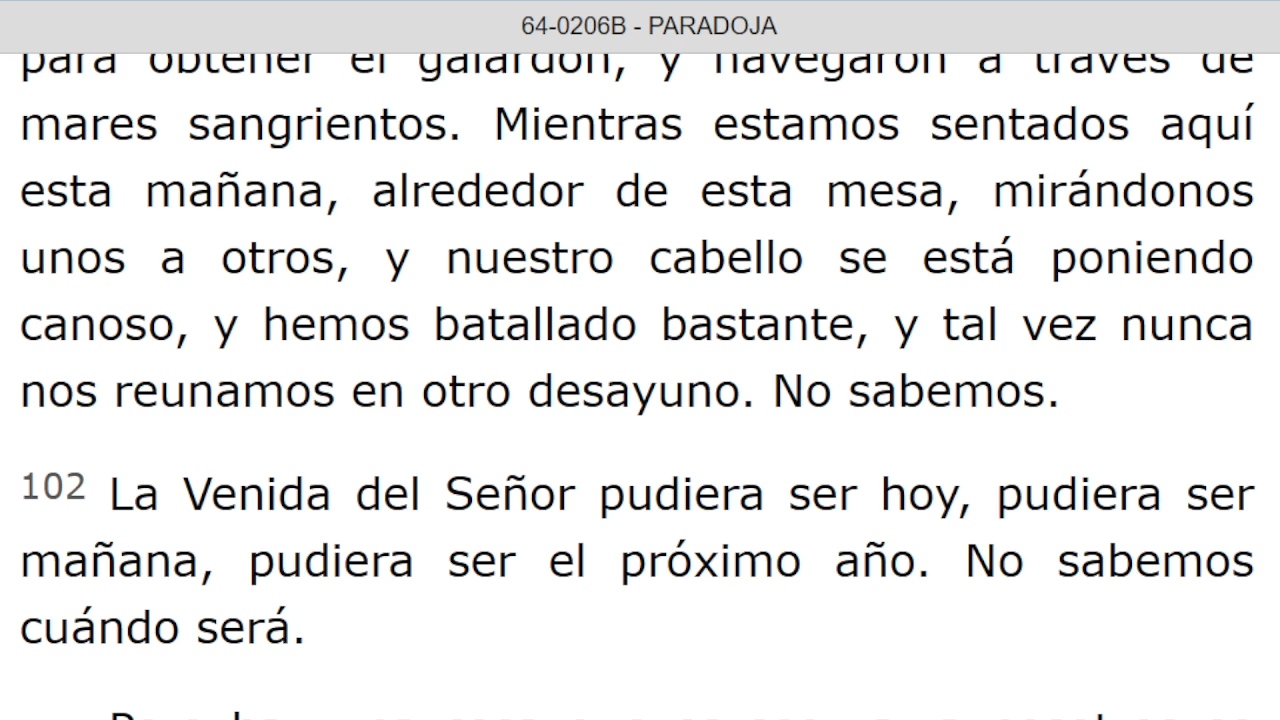 64-0206B - PARADOJA
para obtener el galardón, y navegaron a través de
mares sangrientos. Mientras estamos sentados aquí
esta mañana, alrededor de esta mesa, mirándonos
unos a otros, y nuestro cabello se está poniendo
canoso, y hemos batallado bastante, y tal vez nunca
nos reunamos en otro desayuno. No sabemos.
102 La Venida del Señor pudiera ser hoy, pudiera ser
mañana, pudiera ser el próximo año. No sabemos
cuándo será.